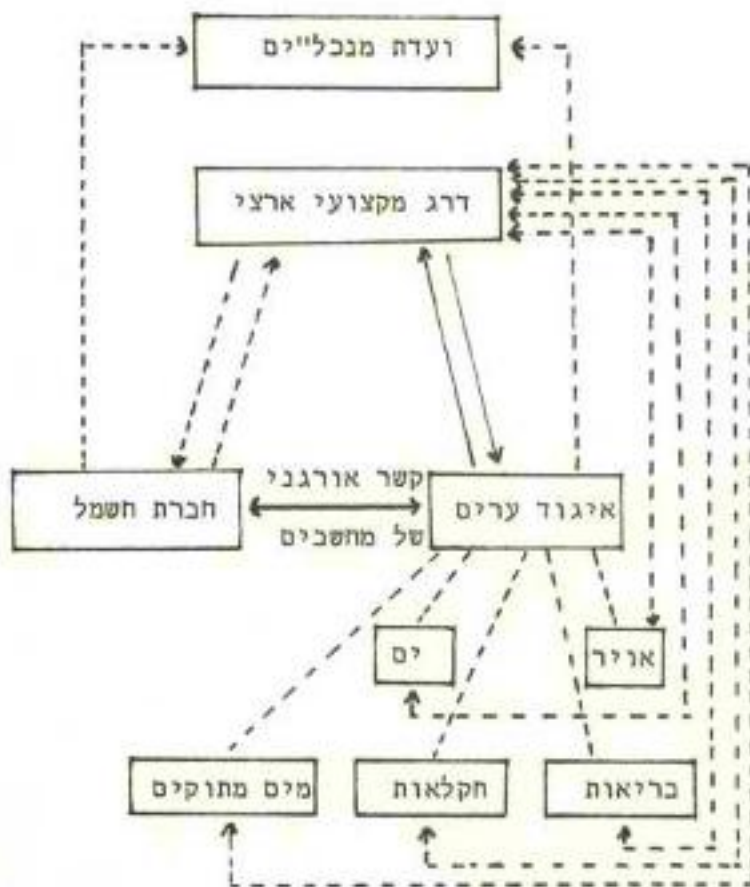 ועדת מנכל"ים
דרג מקצועי ארצי
קשר אורגני
חברת חשמל
איגוד ערים
של מחשבים
ים
אויר
מים מתוקים
חקלאות
בריאות